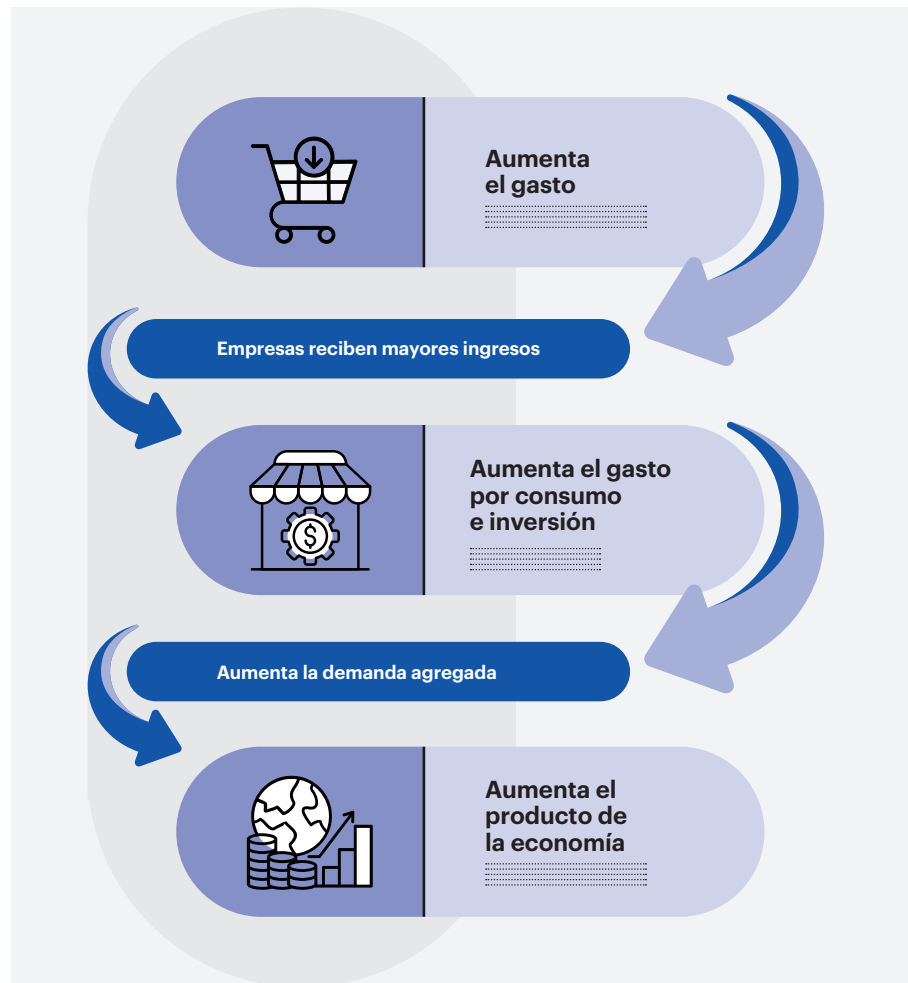 Aumenta
el gasto
Empresas reciben mayores ingresos
Aumenta el gasto
por consumo
e inversión
$
Aumenta la demanda agregada
Aumenta el
producto de
la economía